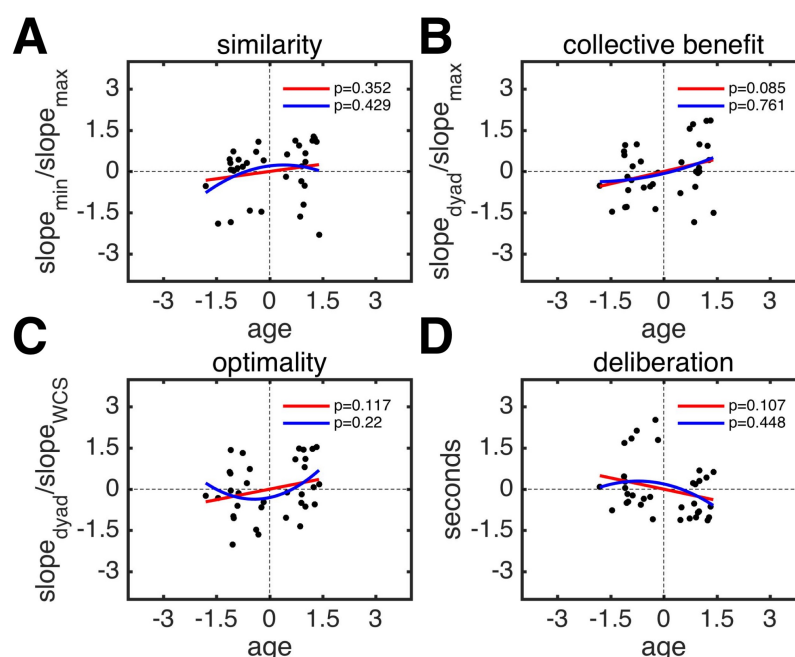 A
similarity
slope_min/slope_max
3
1.5
0
-1.5
-3
p=0.352
p=0.429
-3 -1.5 0 1.5 3
age
B
collective benefit
slope_dyad/slope_max
3
1.5
0
-1.5
-3
p=0.085
p=0.761
-3 -1.5 0 1.5 3
age
C
optimality
slope_dyad/slope_WCS
3
1.5
0
-1.5
-3
p=0.117
p=0.22
-3 -1.5 0 1.5 3
age
D
deliberation
seconds
3
1.5
0
-1.5
-3
p=0.107
p=0.448
-3 -1.5 0 1.5 3
age